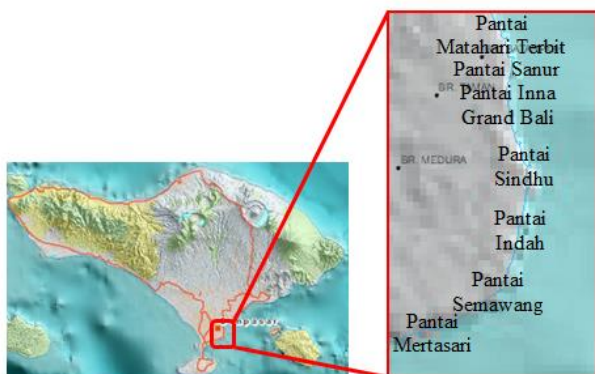 Pantai
Matahari Terbit
Pantai Sanur
Pantai Inna
Grand Bali
BR. MEDURA
Pantai
Sindhu
Pantai
Indah
Pantai
Semawang
Pantai
Mertasari